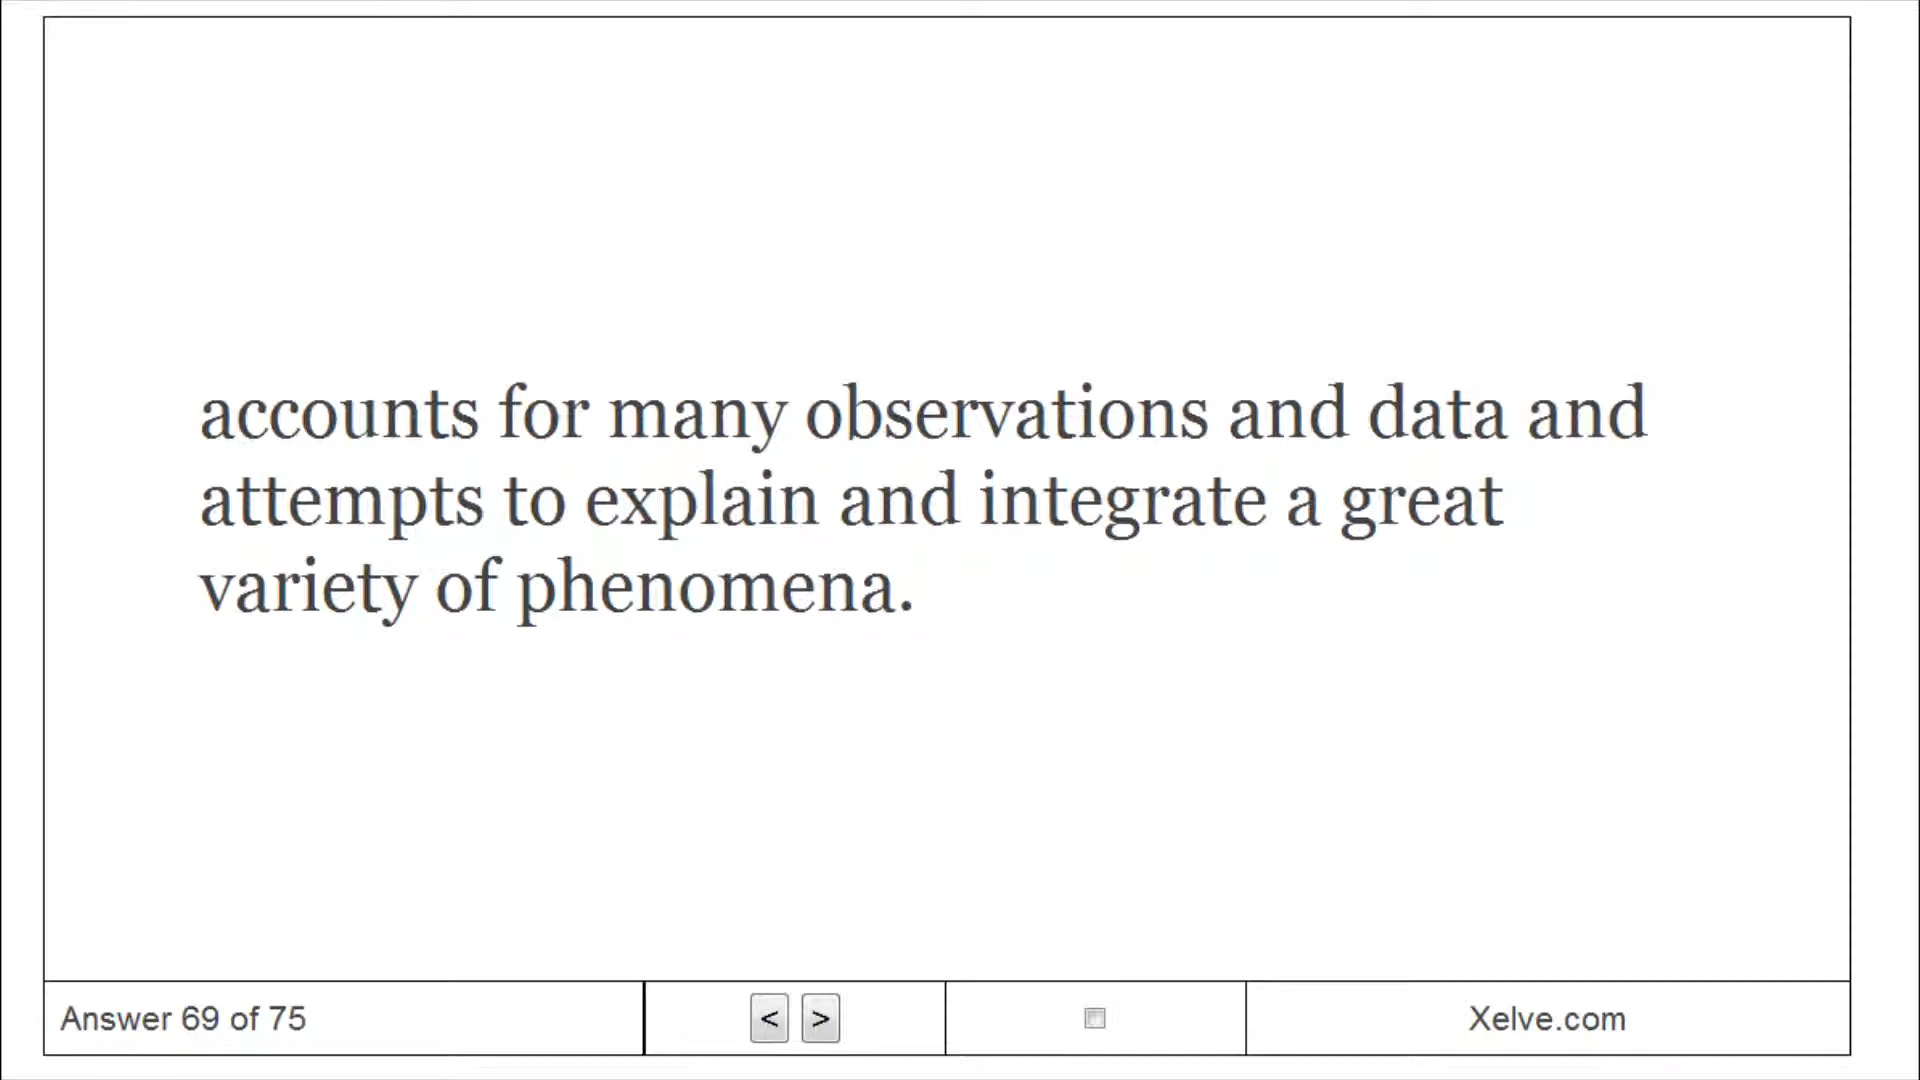 accounts for many observations and data and
attempts to explain and integrate a great
variety of phenomena.
Answer 69 of 75
< >
Xelve.com